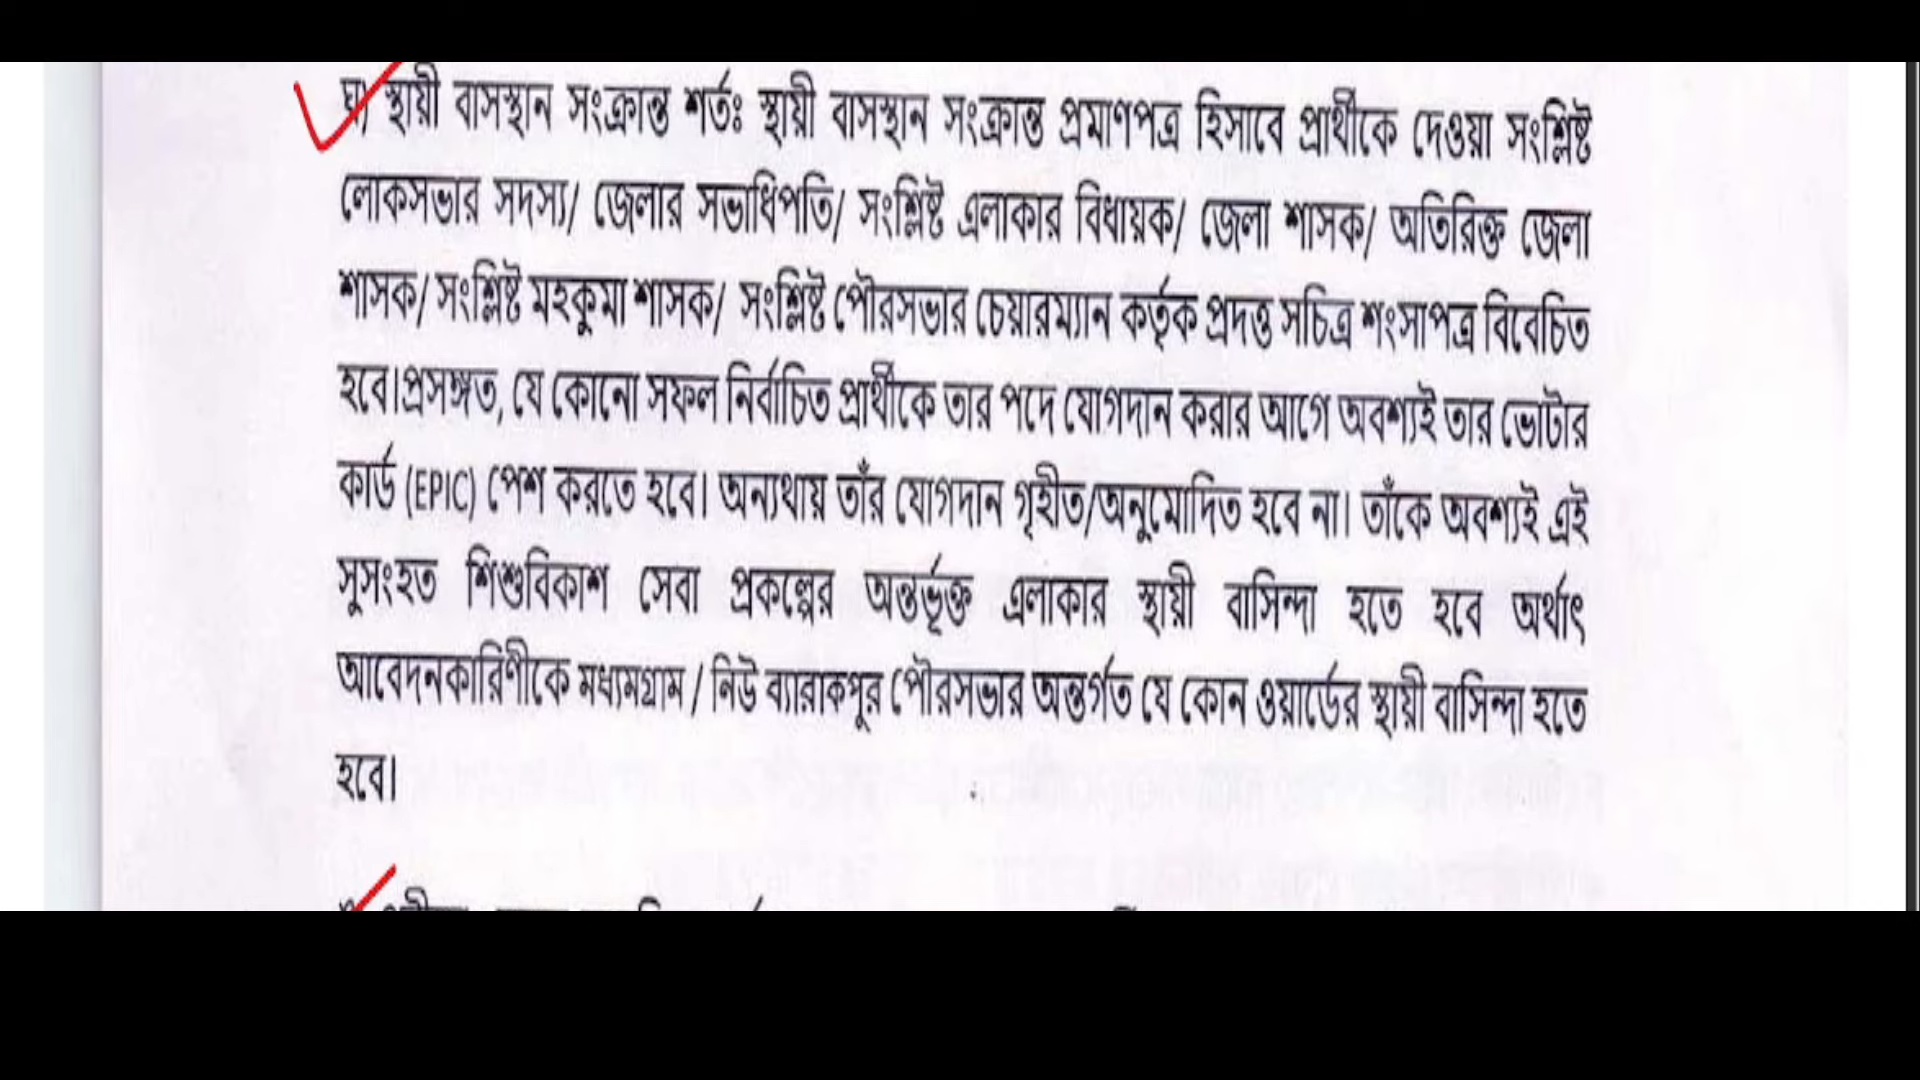 ঘ) স্থায়ী বাসস্থান সংক্রান্ত শর্তঃ স্থায়ী বাসস্থান সংক্রান্ত প্রমাণপত্র হিসাবে প্রার্থীকে দেওয়া সংশ্লিষ্ট
লোকসভার সদস্য/ জেলার সভাধিপতি/ সংশ্লিষ্ট এলাকার বিধায়ক/ জেলা শাসক/ অতিরিক্ত জেলা
শাসক/ সংশ্লিষ্ট মহকুমা শাসক/ সংশ্লিষ্ট পৌরসভার চেয়ারম্যান কর্তৃক প্রদত্ত সচিত্র শংসাপত্র বিবেচিত
হবে।প্রসঙ্গত, যে কোনো সফল নির্বাচিত প্রার্থীকে তার পদে যোগদান করার আগে অবশ্যই তার ভোটার
কার্ড (EPIC) পেশ করতে হবে। অন্যথায় তাঁর যোগদান গৃহীত/অনুমোদিত হবে না। তাঁকে অবশ্যই এই
সুসংহত শিশুবিকাশ সেবা প্রকল্পের অন্তর্ভূক্ত এলাকার স্থায়ী বাসিন্দা হতে হবে অর্থাৎ
আবেদনকারিণীকে মধ্যমগ্রাম / নিউ ব্যারাকপুর পৌরসভার অন্তর্গত যে কোন ওয়ার্ডের স্থায়ী বাসিন্দা হতে
হবে।